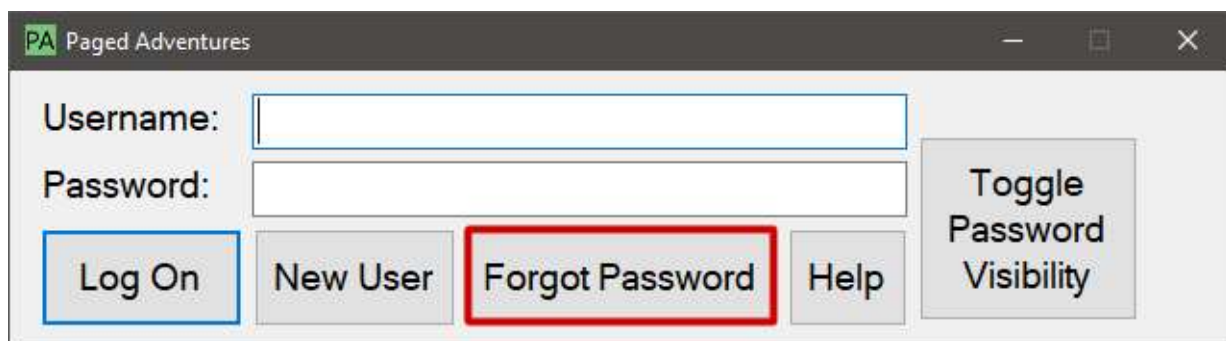 PA Paged Adventures
Username:
Password:
Toggle
Password
Visibility
Log On
New User
Forgot Password
Help